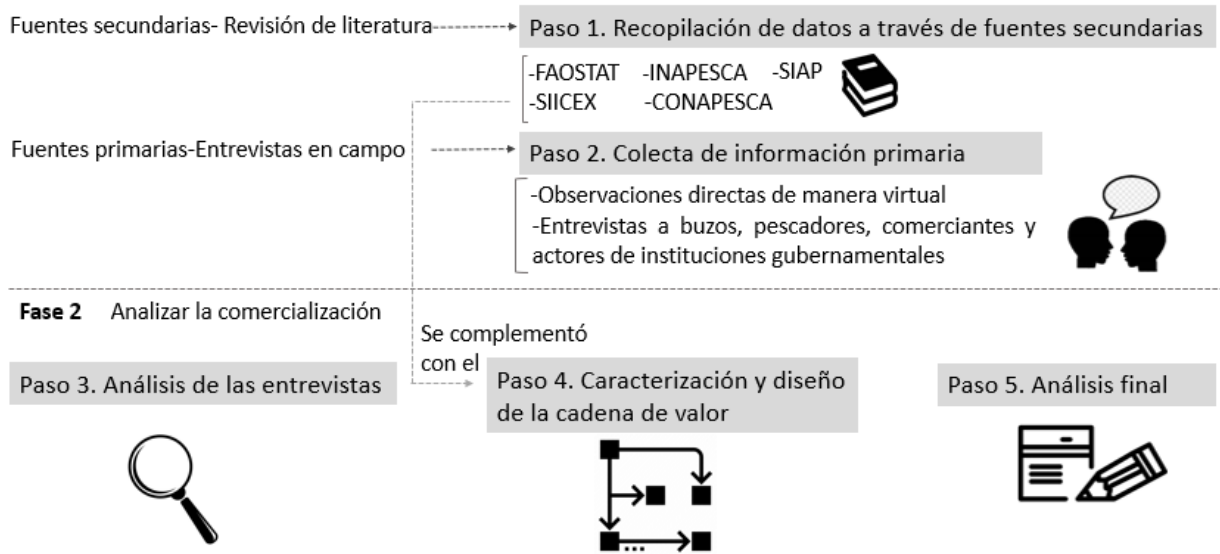 Fuentes secundarias- Revisión de literatura
Paso 1. Recopilación de datos a través de fuentes secundarias
-FAOSTAT -INAPESCA -SIAP
-SIICEX -CONAPESCA
Fuentes primarias-Entrevistas en campo
Paso 2. Colecta de información primaria
-Observaciones directas de manera virtual
-Entrevistas a buzos, pescadores, comerciantes y
actores de instituciones gubernamentales
Fase 2 Analizar la comercialización
Se complementó
con el
Paso 3. Análisis de las entrevistas
Paso 4. Caracterización y diseño
de la cadena de valor
...
Paso 5. Análisis final